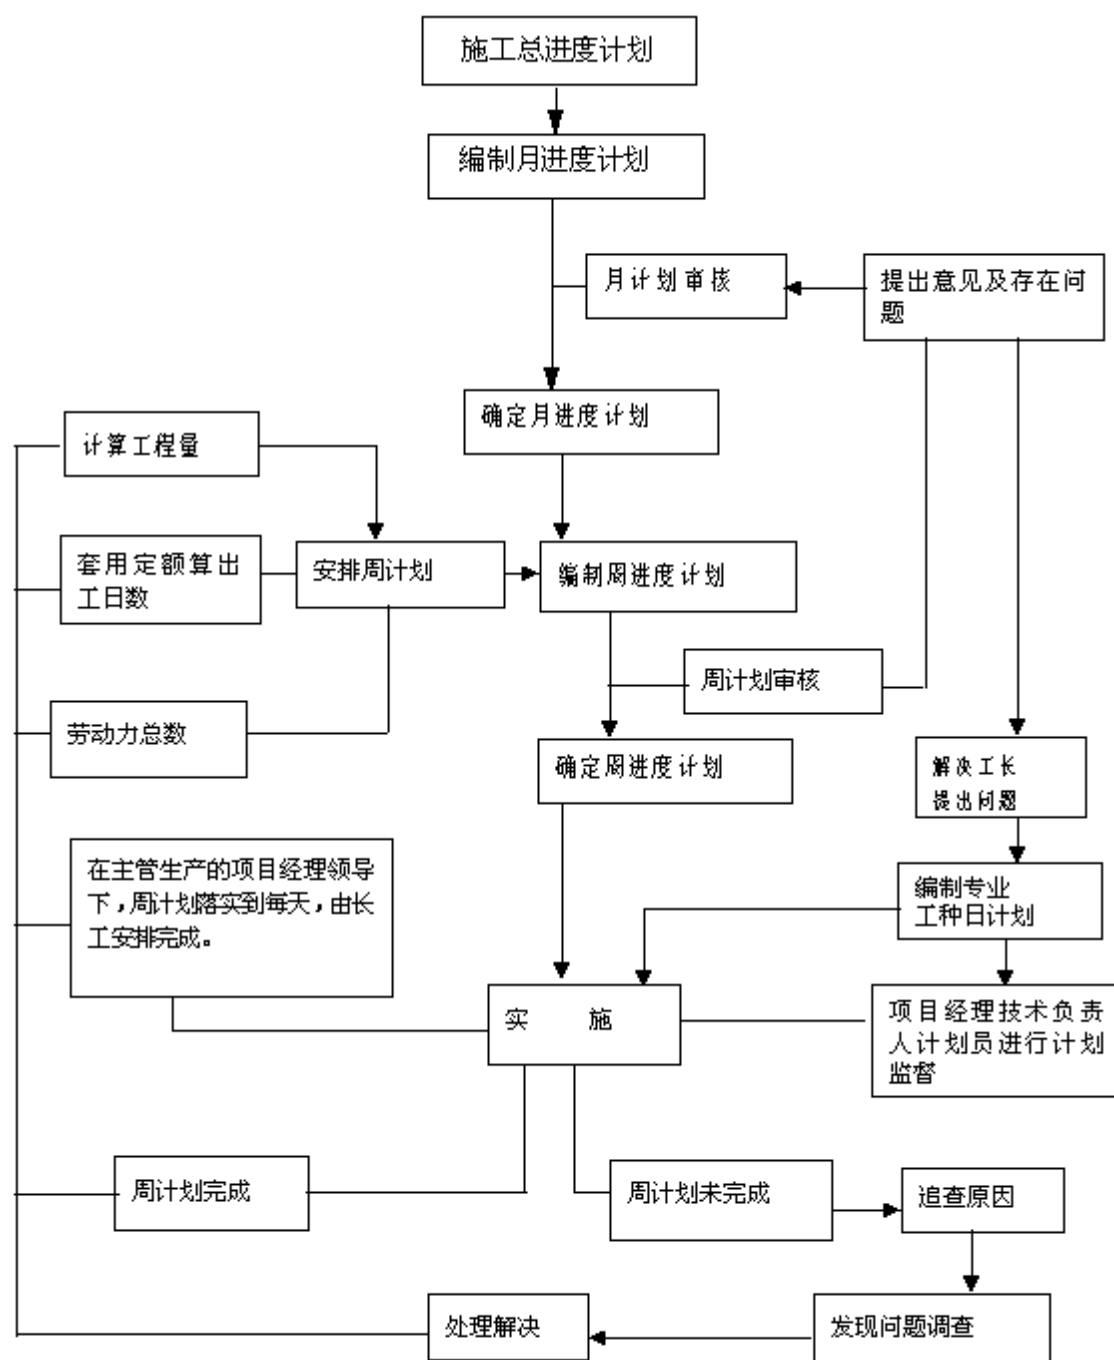 施工总进度计划
编制月进度计划
月计划审核
提出意见及存在问
题
确定月进度计划
计算工程量
套用定额算出
工日数
安排周计划
编制周进度计划
周计划审核
劳动力总数
确定周进度计划
解决工长
提出问题
在主管生产的项目经理领导
下，周计划落实到每天，由长
工安排完成。
编制专业
工种日计划
实 施
项目经理技术负责
人计划员进行计划
监督
周计划完成
周计划未完成
追查原因
处理解决
发现问题调查